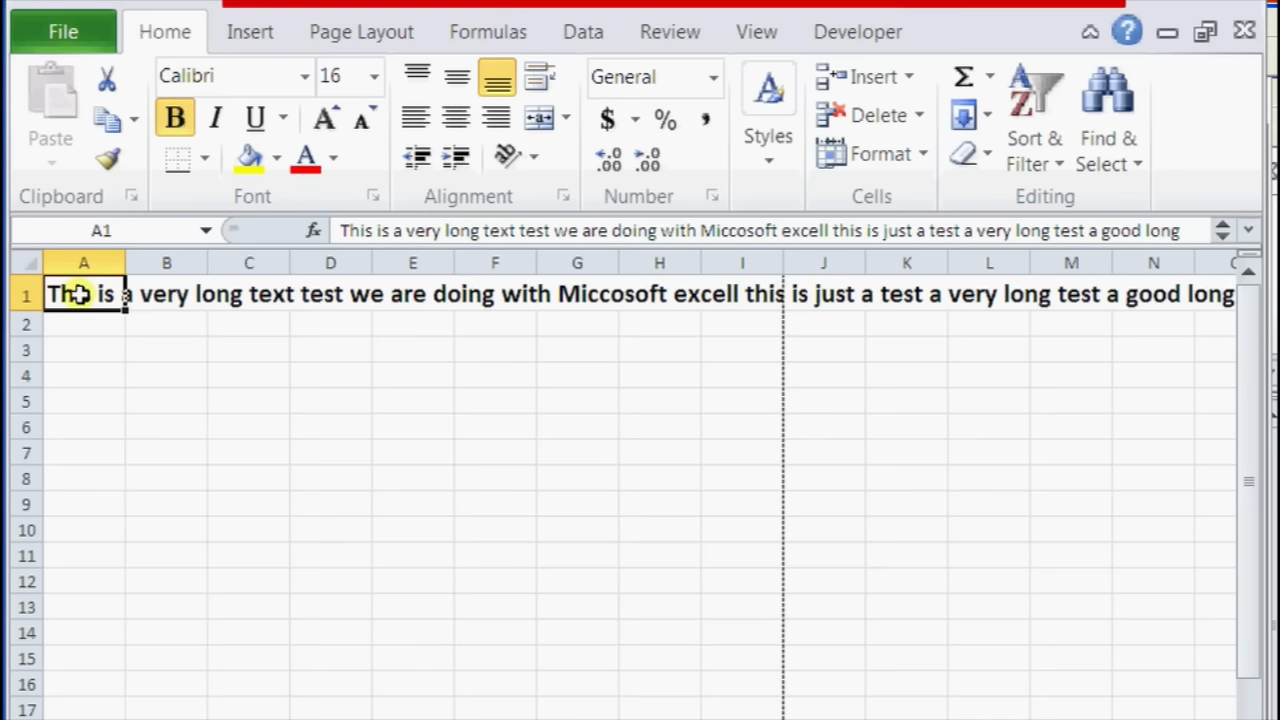 File Home Insert Page Layout Formulas Data Review View Developer
Calibri 16 General Insert Σ
Paste B I U A A $ % , Styles Delete Sort & Filter Find & Select
A .00 .00 Format
Clipboard Font Alignment Number Cells Editing
A1 fx This is a very long text test we are doing with Miccosoft excell this is just a test a very long test a good long
A B C D E F G H I J K L M N
1 is a very long text test we are doing with Miccosoft excell this is just a test a very long test a good long
2
3
4
5
6
7
8
9
10
11
12
13
14
15
16
17